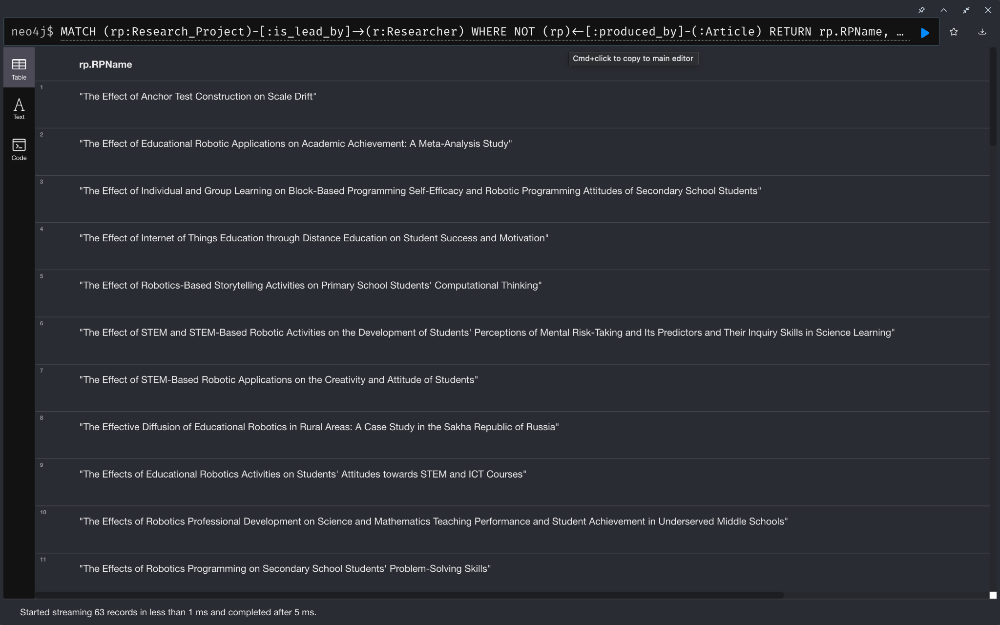 neo4j$ MATCH (rp:Research_Project)-[:is_lead_by]->(r:Researcher) WHERE NOT (rp)<-[:produced_by]-(:Article) RETURN rp.RPName, …
Cmd+click to copy to main editor
Table
Text
Code
rp.RPName
1
"The Effect of Anchor Test Construction on Scale Drift"
2
"The Effect of Educational Robotic Applications on Academic Achievement: A Meta-Analysis Study"
3
"The Effect of Individual and Group Learning on Block-Based Programming Self-Efficacy and Robotic Programming Attitudes of Secondary School Students"
4
"The Effect of Internet of Things Education through Distance Education on Student Success and Motivation"
5
"The Effect of Robotics-Based Storytelling Activities on Primary School Students' Computational Thinking"
6
"The Effect of STEM and STEM-Based Robotic Activities on the Development of Students' Perceptions of Mental Risk-Taking and Its Predictors and Their Inquiry Skills in Science Learning"
7
"The Effect of STEM-Based Robotic Applications on the Creativity and Attitude of Students"
8
"The Effective Diffusion of Educational Robotics in Rural Areas: A Case Study in the Sakha Republic of Russia"
9
"The Effects of Educational Robotics Activities on Students' Attitudes towards STEM and ICT Courses"
10
"The Effects of Robotics Professional Development on Science and Mathematics Teaching Performance and Student Achievement in Underserved Middle Schools"
11
"The Effects of Robotics Programming on Secondary School Students' Problem-Solving Skills"
Started streaming 63 records in less than 1 ms and completed after 5 ms.